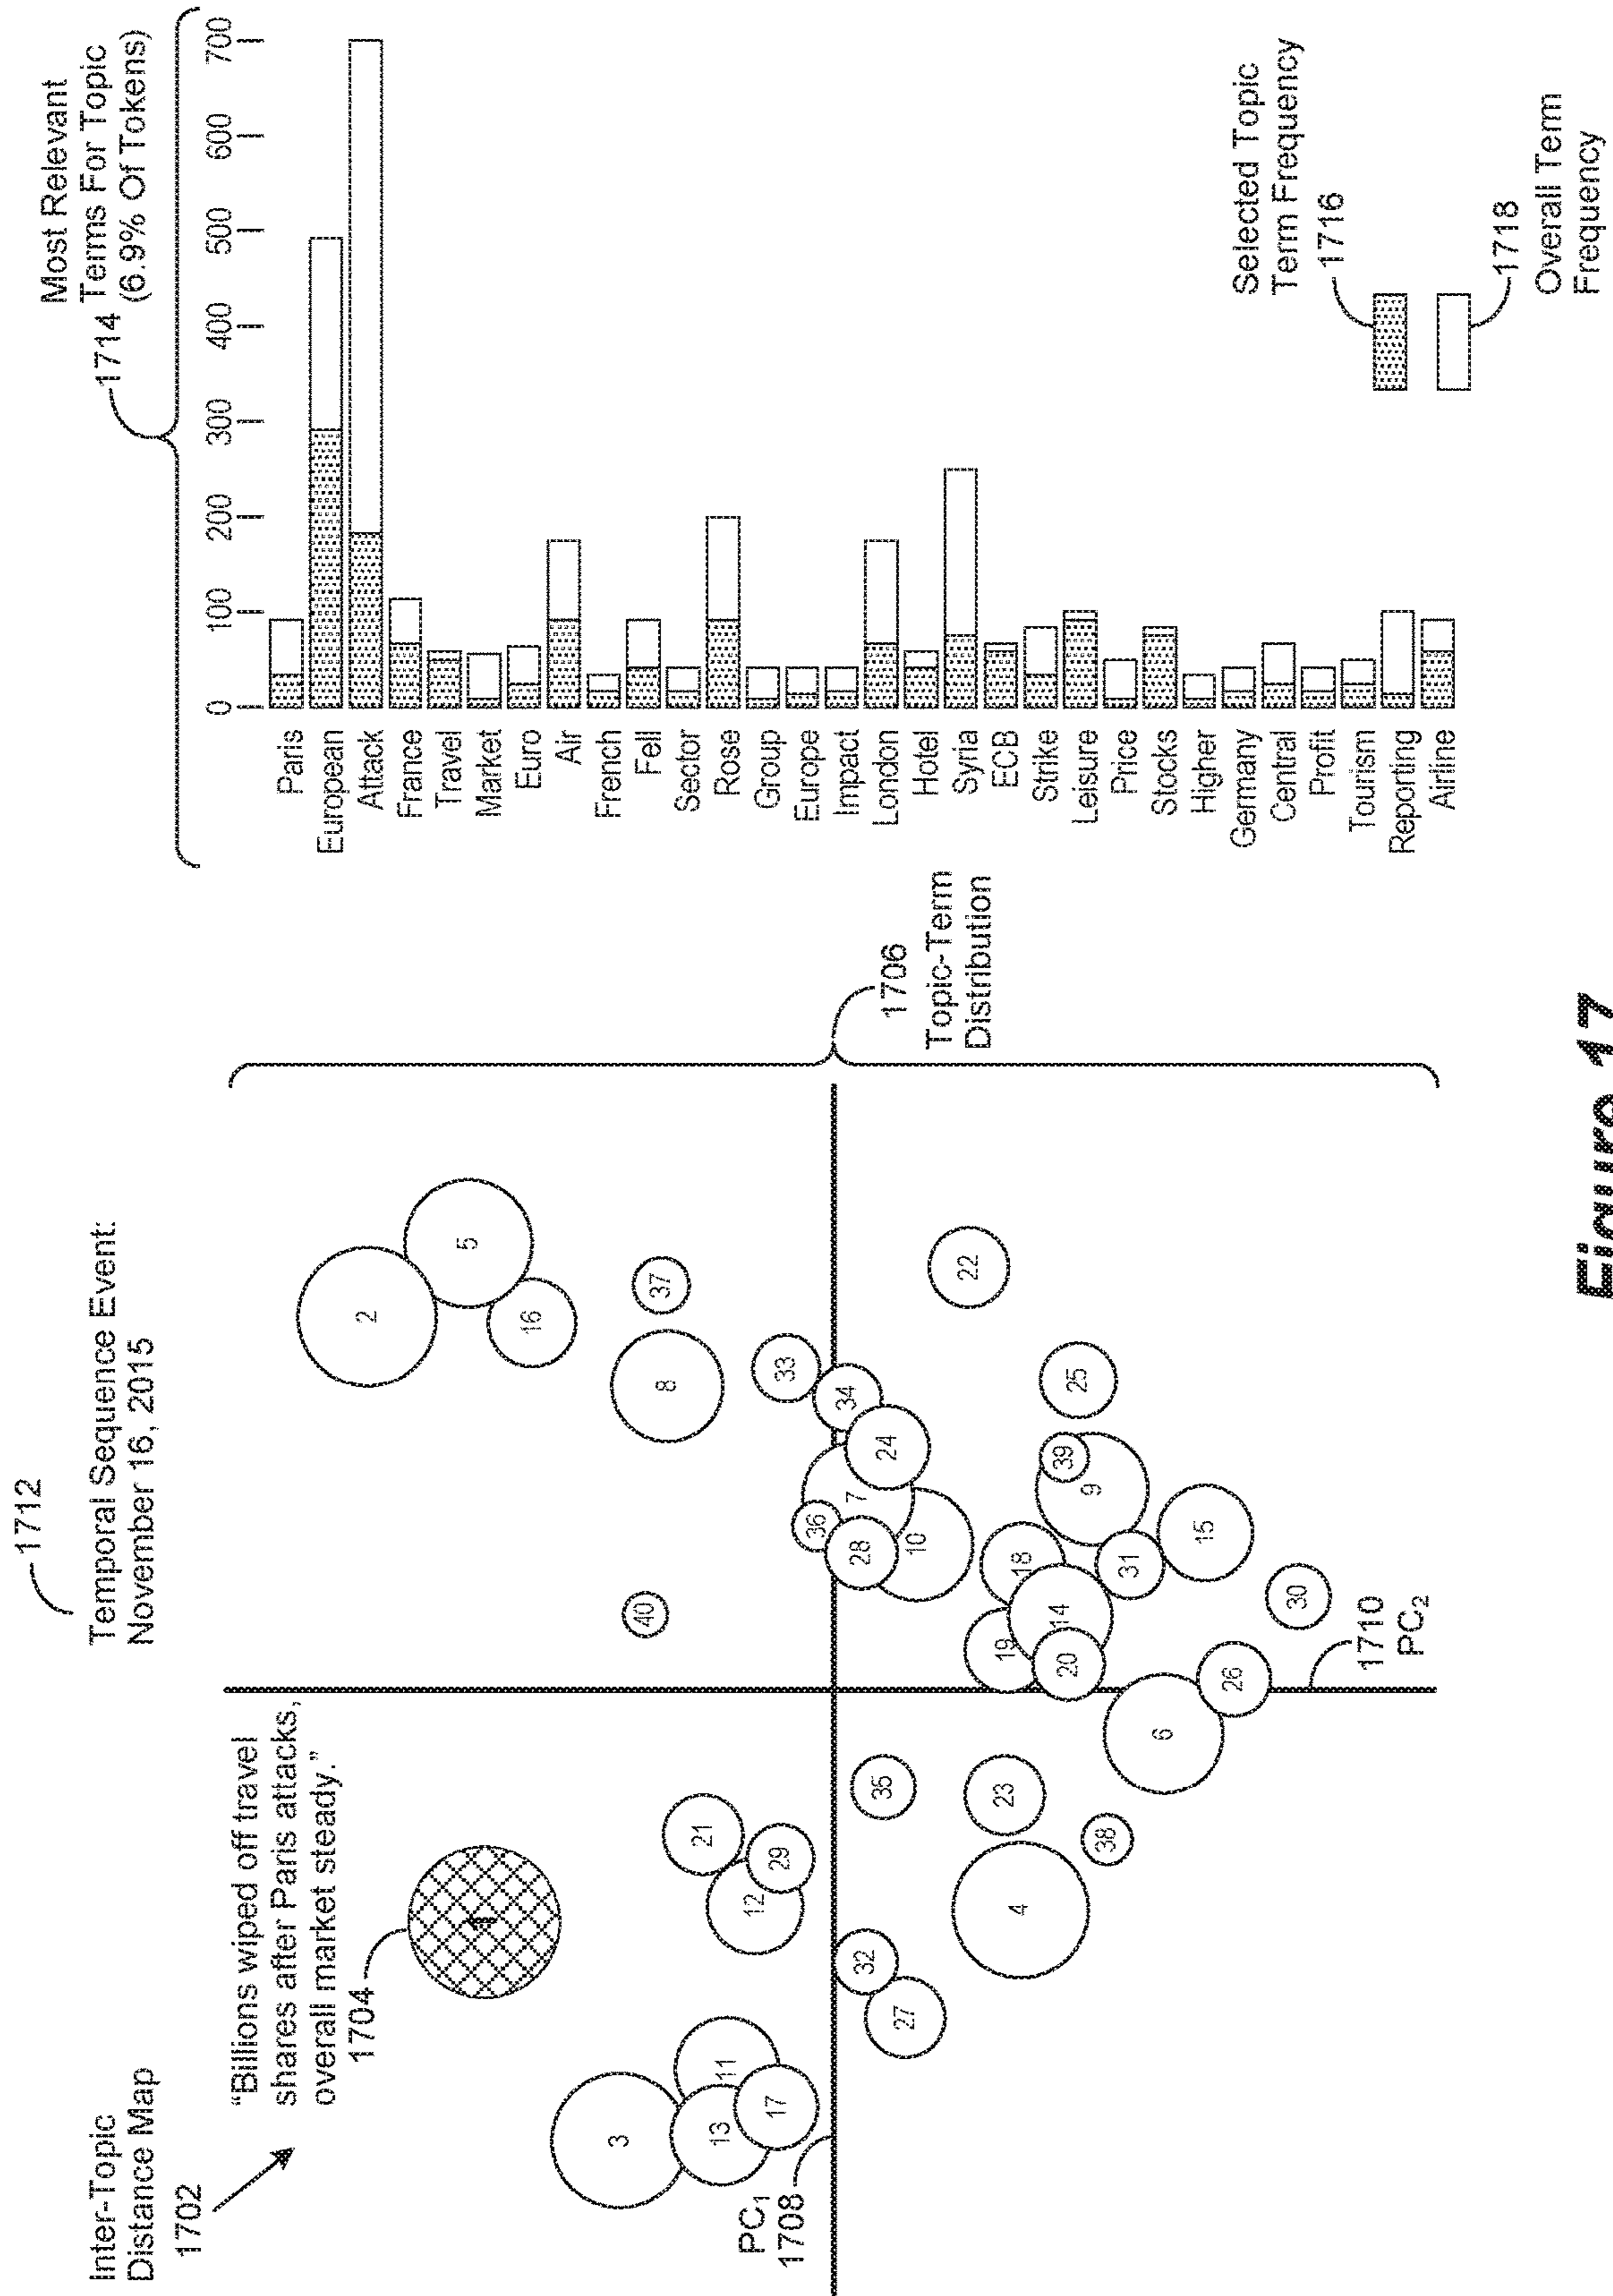 Inter-Topic
Distance Map
1702
1712
Temporal Sequence Event:
November 16, 2015
"Billions wiped off travel
shares after Paris attacks,
overall market steady."
1704
1
2
3
4
5
6
7
8
9
10
11
12
13
14
15
16
17
18
19
20
21
22
23
24
25
26
27
28
29
30
31
32
33
34
35
36
37
38
39
40
PC1
1708
1710
PC2
1706
Topic-Term
Distribution
Most Relevant
1714 Terms For Topic
(6.9% Of Tokens)
0 100 200 300 400 500 600 700
Paris
European
Attack
France
Travel
Market
Euro
Air
French
Fell
Sector
Rose
Group
Europe
Impact
London
Hotel
Syria
ECB
Strike
Leisure
Price
Stocks
Higher
Germany
Central
Profit
Tourism
Reporting
Airline
Selected Topic
Term Frequency
1716
1718
Overall Term
Frequency
Figure 17